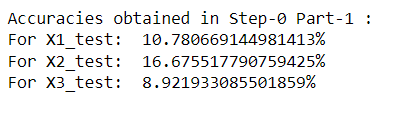 Accuracies obtained in Step-0 Part-1 :
For X1_test:  10.780669144981413%
For X2_test:  16.675517790759425%
For X3_test:  8.921933085501859%